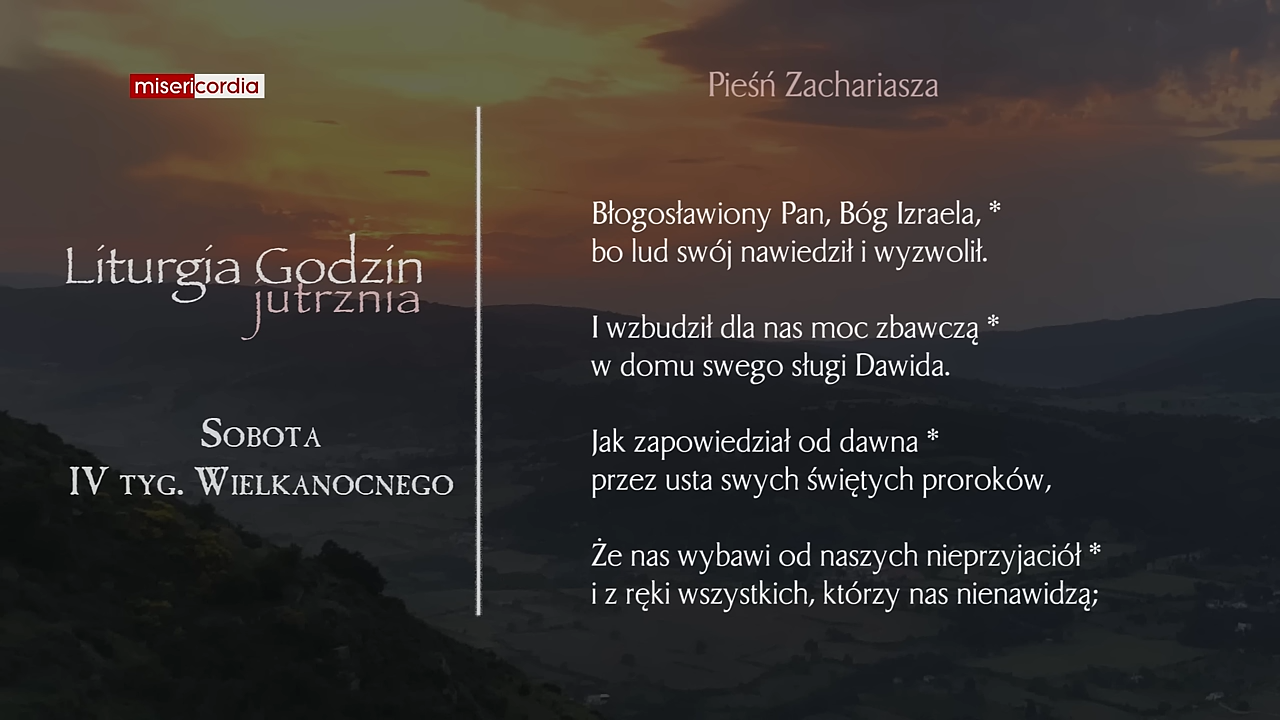 misericordia
Liturgia Godzin
jutrznia
Sobota
IV tyg. Wielkanocnego
Pieśń Zachariasza
Błogosławiony Pan, Bóg Izraela, *
bo lud swój nawiedził i wyzwolił.
I wzbudził dla nas moc zbawczą *
w domu swego sługi Dawida.
Jak zapowiedział od dawna *
przez usta swych świętych proroków,
Że nas wybawi od naszych nieprzyjaciół *
i z ręki wszystkich, którzy nas nienawidzą;